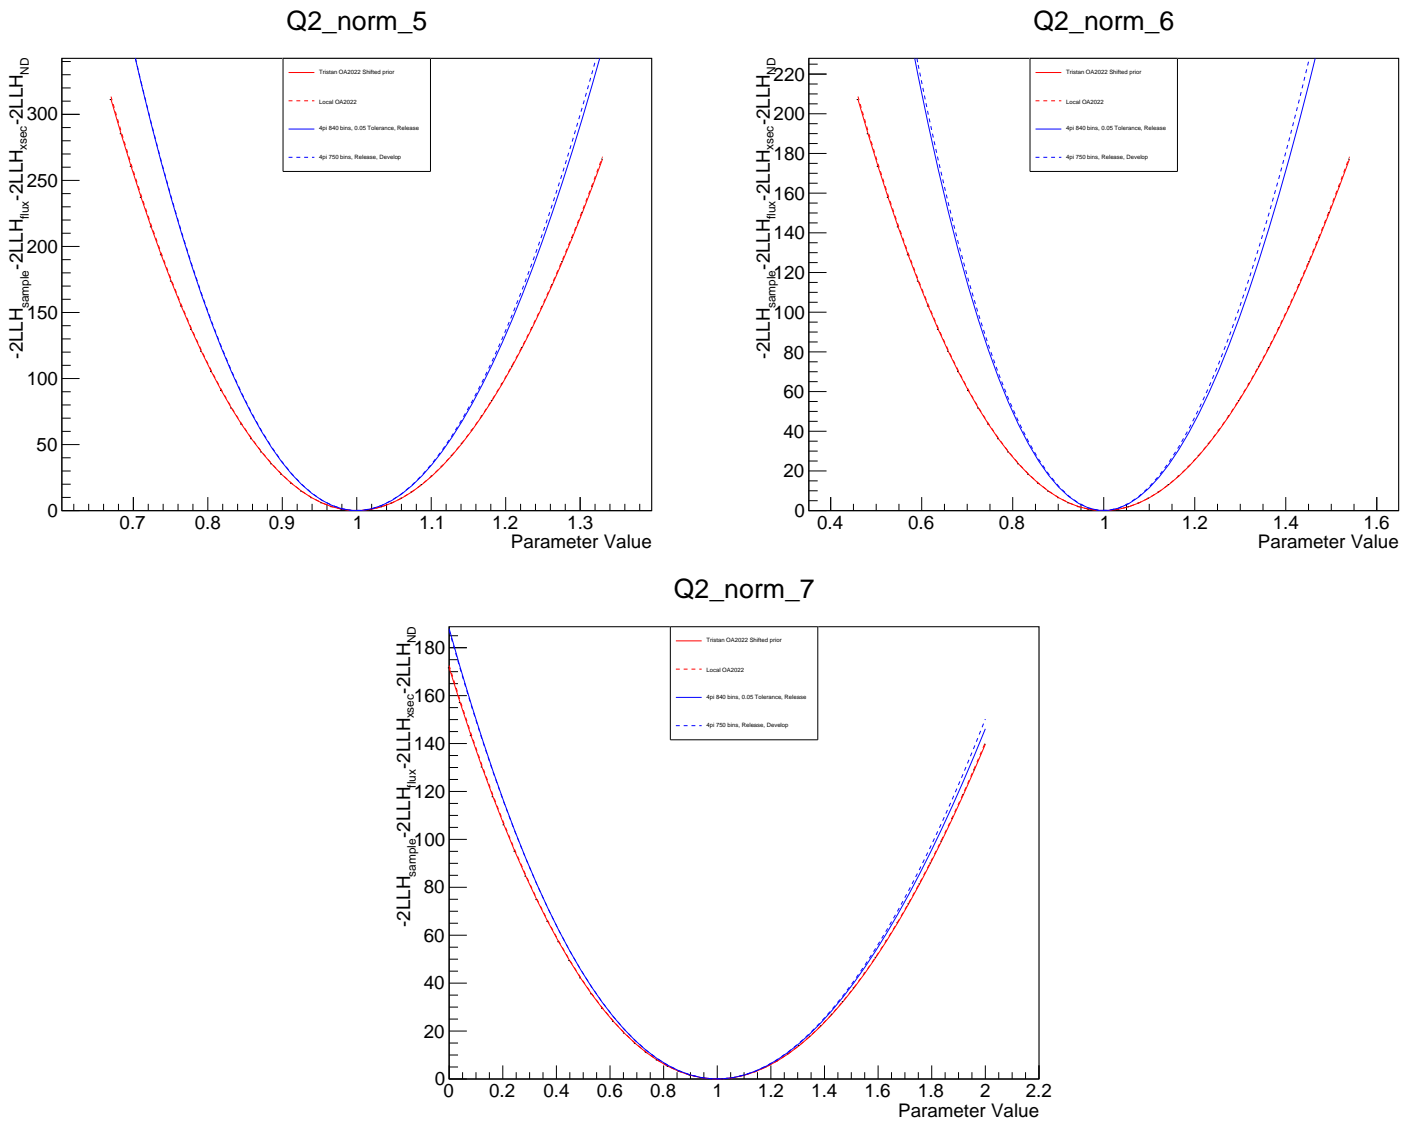 Q2_norm_5
-2LLH_sample-2LLH_flux-2LLH_xsec-2LLH_ND
300
250
200
150
100
50
0
Tristan OA2022 Shifted prior
Local OA2022
4pi 840 bins, 0.05 Tolerance, Release
4pi 750 bins, Release, Develop
0.7 0.8 0.9 1 1.1 1.2 1.3
Parameter Value
Q2_norm_6
-2LLH_sample-2LLH_flux-2LLH_xsec-2LLH_ND
220
200
180
160
140
120
100
80
60
40
20
0
Tristan OA2022 Shifted prior
Local OA2022
4pi 840 bins, 0.05 Tolerance, Release
4pi 750 bins, Release, Develop
0.4 0.6 0.8 1 1.2 1.4 1.6
Parameter Value
Q2_norm_7
-2LLH_sample-2LLH_flux-2LLH_xsec-2LLH_ND
180
160
140
120
100
80
60
40
20
0
Tristan OA2022 Shifted prior
Local OA2022
4pi 840 bins, 0.05 Tolerance, Release
4pi 750 bins, Release, Develop
0 0.2 0.4 0.6 0.8 1 1.2 1.4 1.6 1.8 2 2.2
Parameter Value